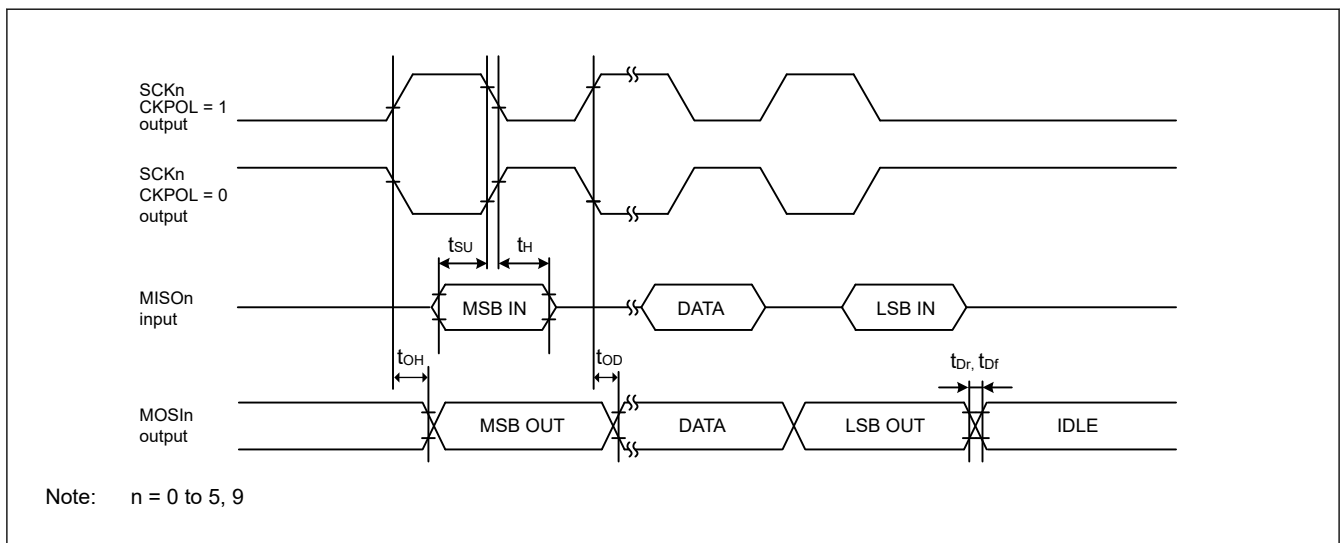 SCKn
CKPOL = 1
output
SCKn
CKPOL = 0
output
tSU
tH
MISOn
input
MSB IN
DATA
LSB IN
tOH
tOD
tDr, tDf
MOSIn
output
MSB OUT
DATA
LSB OUT
IDLE
Note: n = 0 to 5, 9